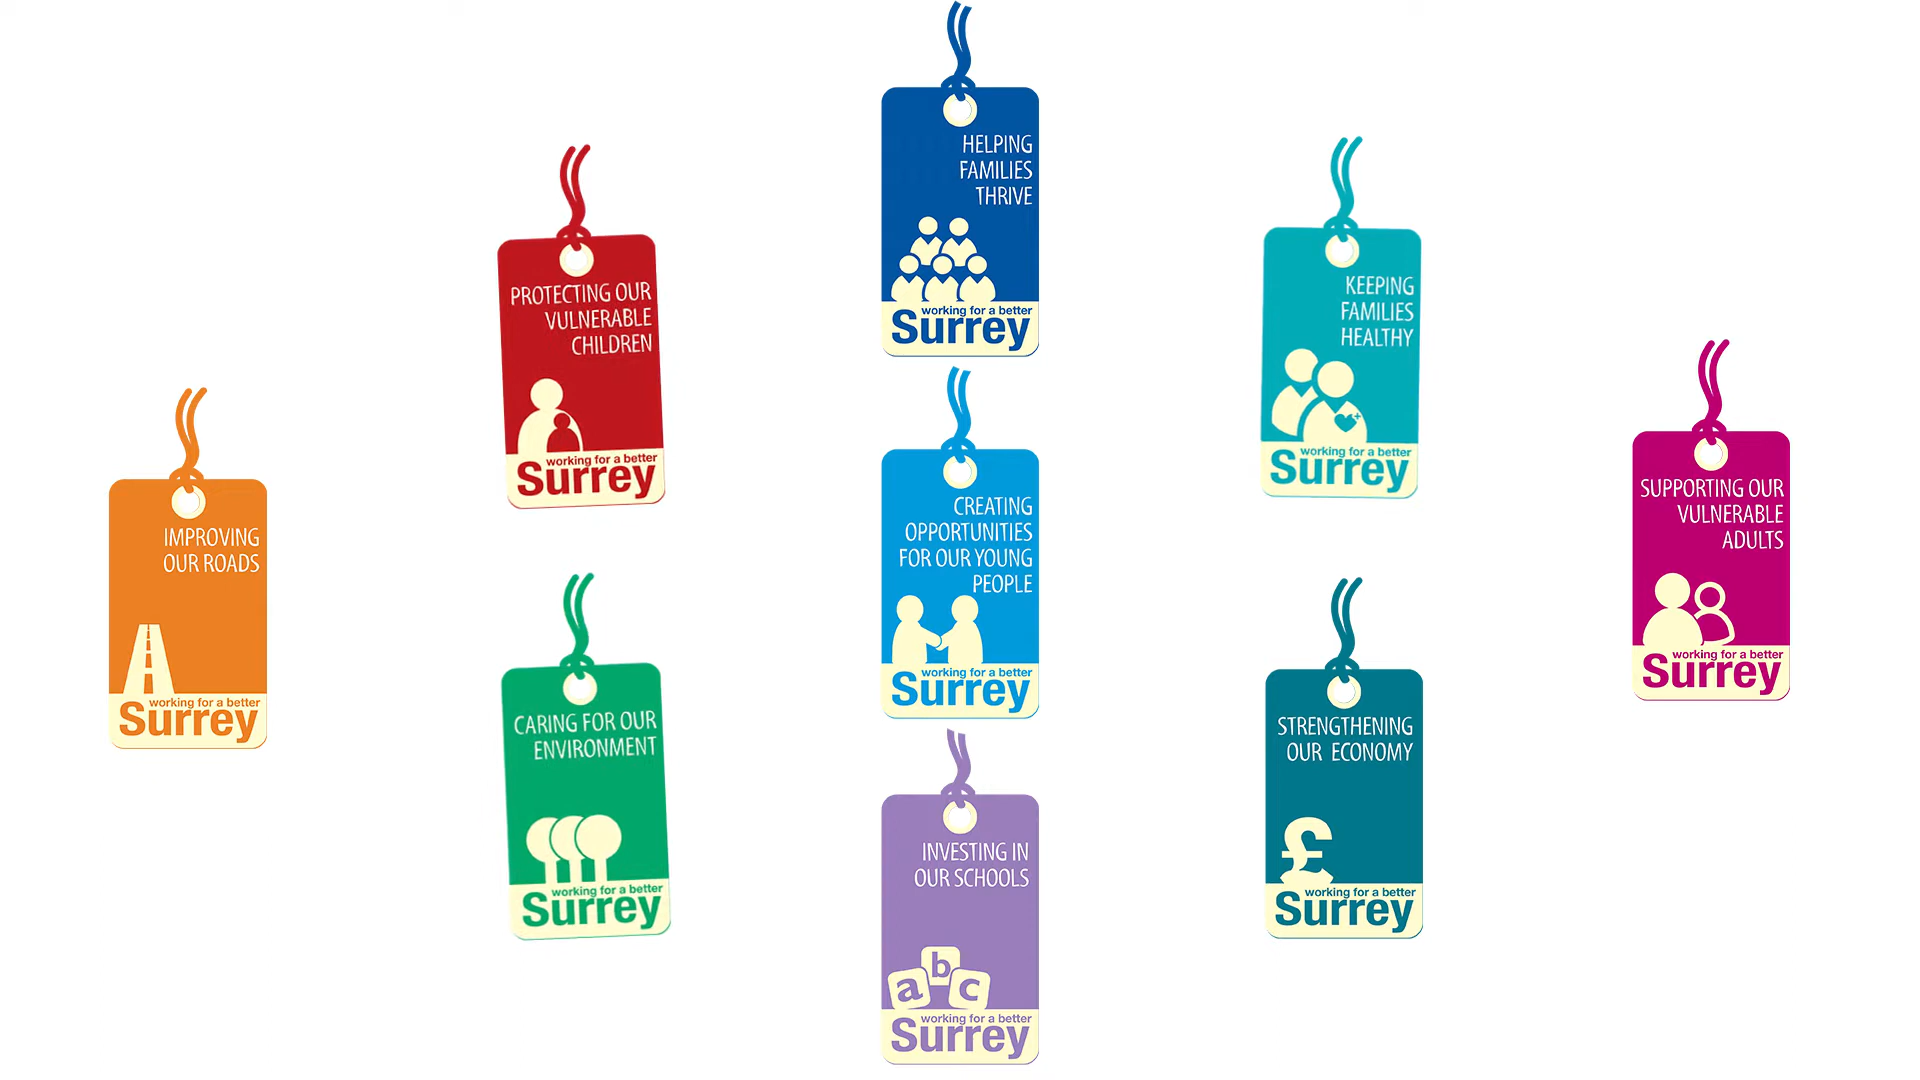 HELPING
FAMILIES
THRIVE
working for a better
Surrey
PROTECTING OUR
VULNERABLE
CHILDREN
working for a better
Surrey
KEEPING
FAMILIES
HEALTHY
working for a better
Surrey
IMPROVING
OUR ROADS
working for a better
Surrey
CREATING
OPPORTUNITIES
FOR OUR YOUNG
PEOPLE
working for a better
Surrey
SUPPORTING OUR
VULNERABLE
ADULTS
working for a better
Surrey
CARING FOR OUR
ENVIRONMENT
working for a better
Surrey
STRENGTHENING
OUR ECONOMY
£
working for a better
Surrey
INVESTING IN
OUR SCHOOLS
a b c
working for a better
Surrey